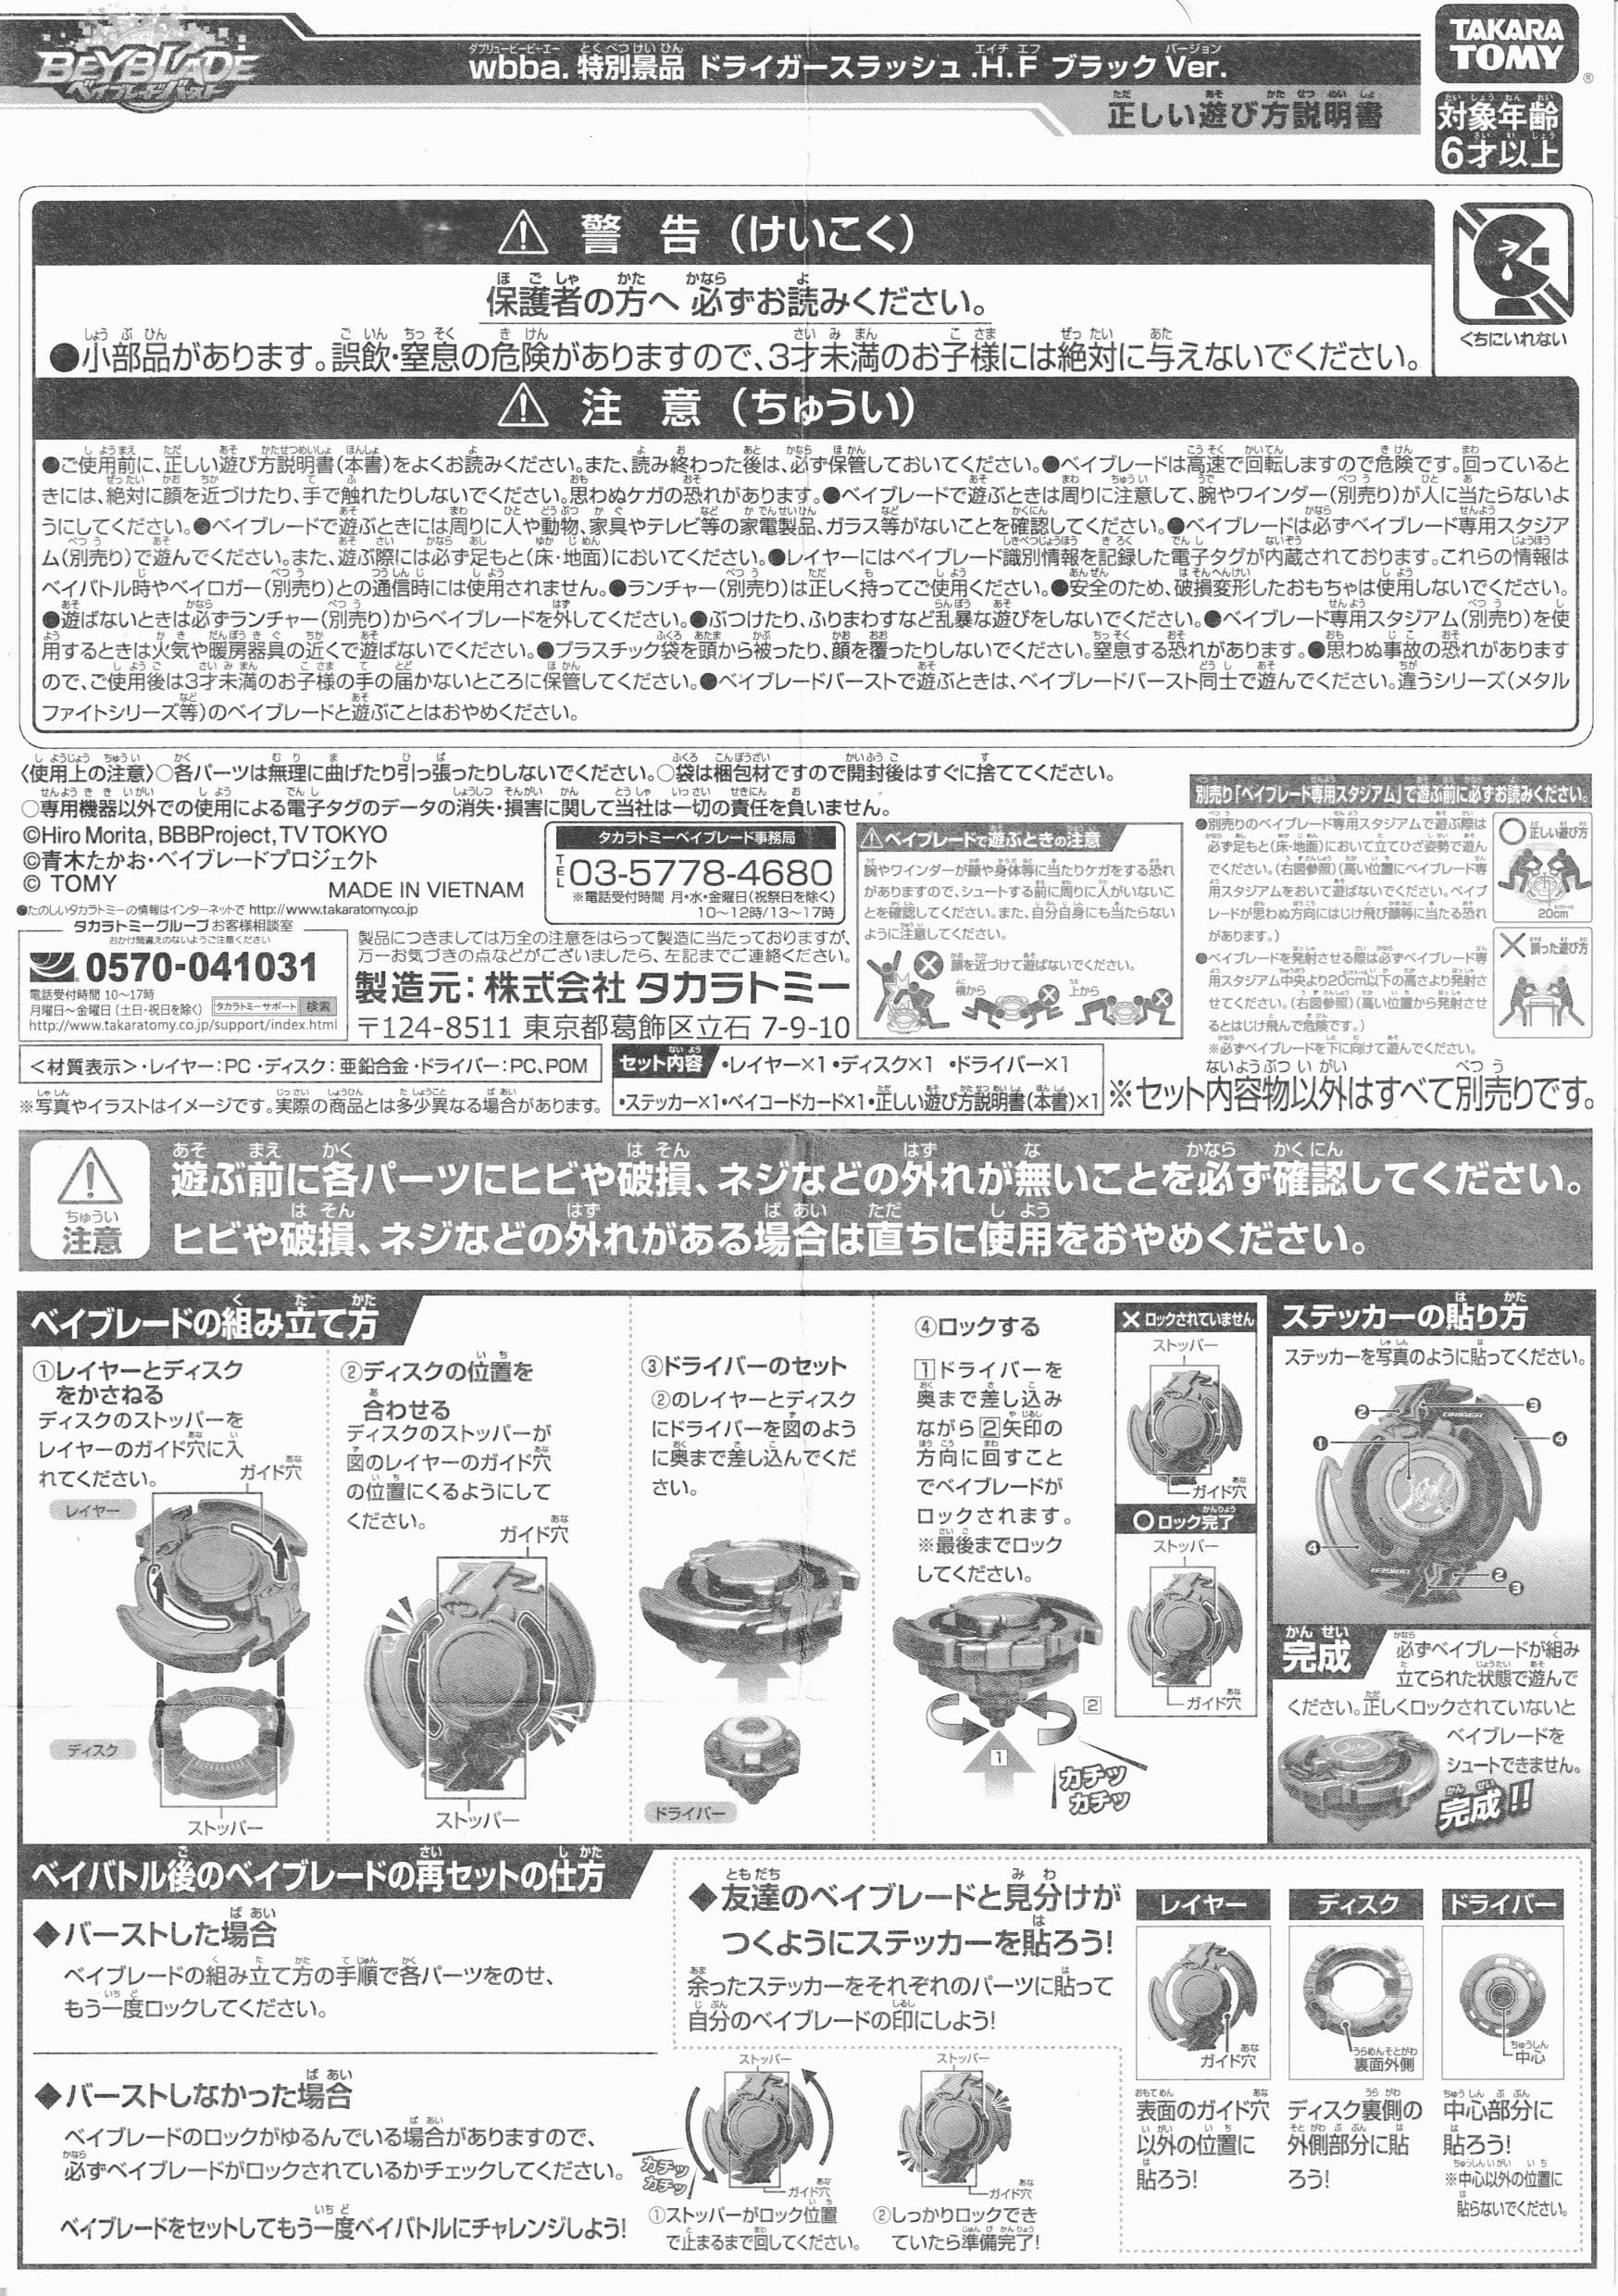 BEYBLADE
ベイブレードバースト
wbba. 特別景品 ドライガースラッシュ .H.F ブラック Ver.
正しい遊び方説明書
TAKARA
TOMY
®
対象年齢
6才以上
⚠ 警 告 (けいこく)
保護者の方へ 必ずお読みください。
●小部品があります。誤飲・窒息の危険がありますので、3才未満のお子様には絶対に与えないでください。
くちにいれない
⚠ 注 意 (ちゅうい)
●ご使用前に、正しい遊び方説明書(本書)をよくお読みください。また、読み終わった後は、必ず保管しておいてください。●ベイブレードは高速で回転しますので危険です。回っていると
きには、絶対に顔を近づけたり、手で触れたりしないでください。思わぬケガの恐れがあります。●ベイブレードで遊ぶときは周りに注意して、腕やワインダー(別売り)が人に当たらないよ
うにしてください。●ベイブレードで遊ぶときには周りに人や動物、家具やテレビ等の家電製品、ガラス等がないことを確認してください。●ベイブレードは必ずベイブレード専用スタジア
ム(別売り)で遊んでください。また、遊ぶ際には必ず足もと(床・地面)においてください。●レイヤーにはベイブレード識別情報を記録した電子タグが内蔵されております。これらの情報は
ベイバトル時やベイロガー(別売り)との通信時には使用されません。●ランチャー(別売り)は正しく持ってご使用ください。●安全のため、破損変形したおもちゃは使用しないでください。
●遊ばないときは必ずランチャー(別売り)からベイブレードを外してください。●ぶつけたり、ふりまわすなど乱暴な遊びをしないでください。●ベイブレード専用スタジアム(別売り)を使
用するときは火気や暖房器具の近くで遊ばないでください。●プラスチック袋を頭から被ったり、顔を覆ったりしないでください。窒息する恐れがあります。●思わぬ事故の恐れがあります
ので、ご使用後は3才未満のお子様の手の届かないところに保管してください。●ベイブレードバーストで遊ぶときは、ベイブレードバースト同士で遊んでください。違うシリーズ(メタル
ファイトシリーズ等)のベイブレードと遊ぶことはおやめください。
〈使用上の注意〉○各パーツは無理に曲げたり引っ張ったりしないでください。○袋は梱包材ですので開封後はすぐに捨ててください。
○専用機器以外での使用による電子タグのデータの消失・損害に関して当社は一切の責任を負いません。
©Hiro Morita, BBBProject, TV TOKYO
©青木たかお・ベイブレードプロジェクト
© TOMY
MADE IN VIETNAM
●たのしいタカラトミーの情報はインターネットで http://www.takaratomy.co.jp
タカラトミーベイブレード事務局
TEL 03-5778-4680
※電話受付時間 月・水・金曜日(祝祭日を除く)
10～12時/13～17時
タカラトミーグループ お客様相談室
おかけ間違えのないようご注意ください
0570-041031
電話受付時間 10～17時
月曜日～金曜日(土日・祝日を除く) タカラトミーサポート 検索
http://www.takaratomy.co.jp/support/index.html
製品につきましては万全の注意をはらって製造に当たっておりますが、
万一お気づきの点などがございましたら、左記までご連絡ください。
製造元：株式会社 タカラトミー
〒124-8511 東京都葛飾区立石 7-9-10
⚠ベイブレードで遊ぶときの注意
腕やワインダーが顔や身体等に当たりケガをする恐れ
がありますので、シュートする前に周りに人がいないこ
とを確認してください。また、自分自身にも当たらない
ように注意してください。
顔を近づけて遊ばないでください。
横から
上から
別売り「ベイブレード専用スタジアム」で遊ぶ前に必ずお読みください。
●別売りのベイブレード専用スタジアムで遊ぶ際は
必ず足もと(床・地面)において立てひざ姿勢で遊ん
でください。(右図参照)(高い位置にベイブレード専
用スタジアムをおいて遊ばないでください。ベイブ
レードが思わぬ方向にはじけ飛び顔等に当たる恐れ
があります。)
●ベイブレードを発射させる際は必ずベイブレード専
用スタジアム中央より20cm以下の高さより発射さ
せてください。(右図参照)(高い位置から発射させ
るとはじけ飛んで危険です。)
※必ずベイブレードを下に向けて遊んでください。
○正しい遊び方
20cm
×誤った遊び方
＜材質表示＞・レイヤー：PC ・ディスク：亜鉛合金 ・ドライバー：PC、POM
※写真やイラストはイメージです。実際の商品とは多少異なる場合があります。
セット内容 ・レイヤー×1 ・ディスク×1 ・ドライバー×1
・ステッカー×1・ベイコードカード×1・正しい遊び方説明書(本書)×1
※セット内容物以外はすべて別売りです。
⚠
注意
遊ぶ前に各パーツにヒビや破損、ネジなどの外れが無いことを必ず確認してください。
ヒビや破損、ネジなどの外れがある場合は直ちに使用をおやめください。
ベイブレードの組み立て方
①レイヤーとディスク
をかさねる
ディスクのストッパーを
レイヤーのガイド穴に入
れてください。
ガイド穴
レイヤー
ディスク
ストッパー
②ディスクの位置を
合わせる
ディスクのストッパーが
図のレイヤーのガイド穴
の位置にくるようにして
ください。
ガイド穴
ストッパー
③ドライバーのセット
②のレイヤーとディスク
にドライバーを図のよう
に奥まで差し込んでくだ
さい。
ドライバー
④ロックする
1ドライバーを
奥まで差し込み
ながら2矢印の
方向に回すこと
でベイブレードが
ロックされます。
※最後までロック
してください。
2
1
カチッ
カチッ
×ロックされていません
ストッパー
ガイド穴
○ロック完了
ストッパー
ガイド穴
ステッカーの貼り方
ステッカーを写真のように貼ってください。
❷
❸
❶
❹
❹
❷
❸
完成
必ずベイブレードが組み
立てられた状態で遊んで
ください。正しくロックされていないと
ベイブレードを
シュートできません。
完成!!
ベイバトル後のベイブレードの再セットの仕方
◆バーストした場合
ベイブレードの組み立て方の手順で各パーツをのせ、
もう一度ロックしてください。
◆バーストしなかった場合
ベイブレードのロックがゆるんでいる場合がありますので、
必ずベイブレードがロックされているかチェックしてください。
ベイブレードをセットしてもう一度ベイバトルにチャレンジしよう!
カチッ
カチッ
ストッパー
ガイド穴
①ストッパーがロック位置
で止まるまで回してください。
ストッパー
ガイド穴
②しっかりロックでき
ていたら準備完了!
◆友達のベイブレードと見分けが
つくようにステッカーを貼ろう!
余ったステッカーをそれぞれのパーツに貼って
自分のベイブレードの印にしよう!
レイヤー
ガイド穴
表面のガイド穴
以外の位置に
貼ろう!
ディスク
裏面外側
ディスク裏側の
外側部分に貼
ろう!
ドライバー
中心
中心部分に
貼ろう!
※中心以外の位置に
貼らないでください。